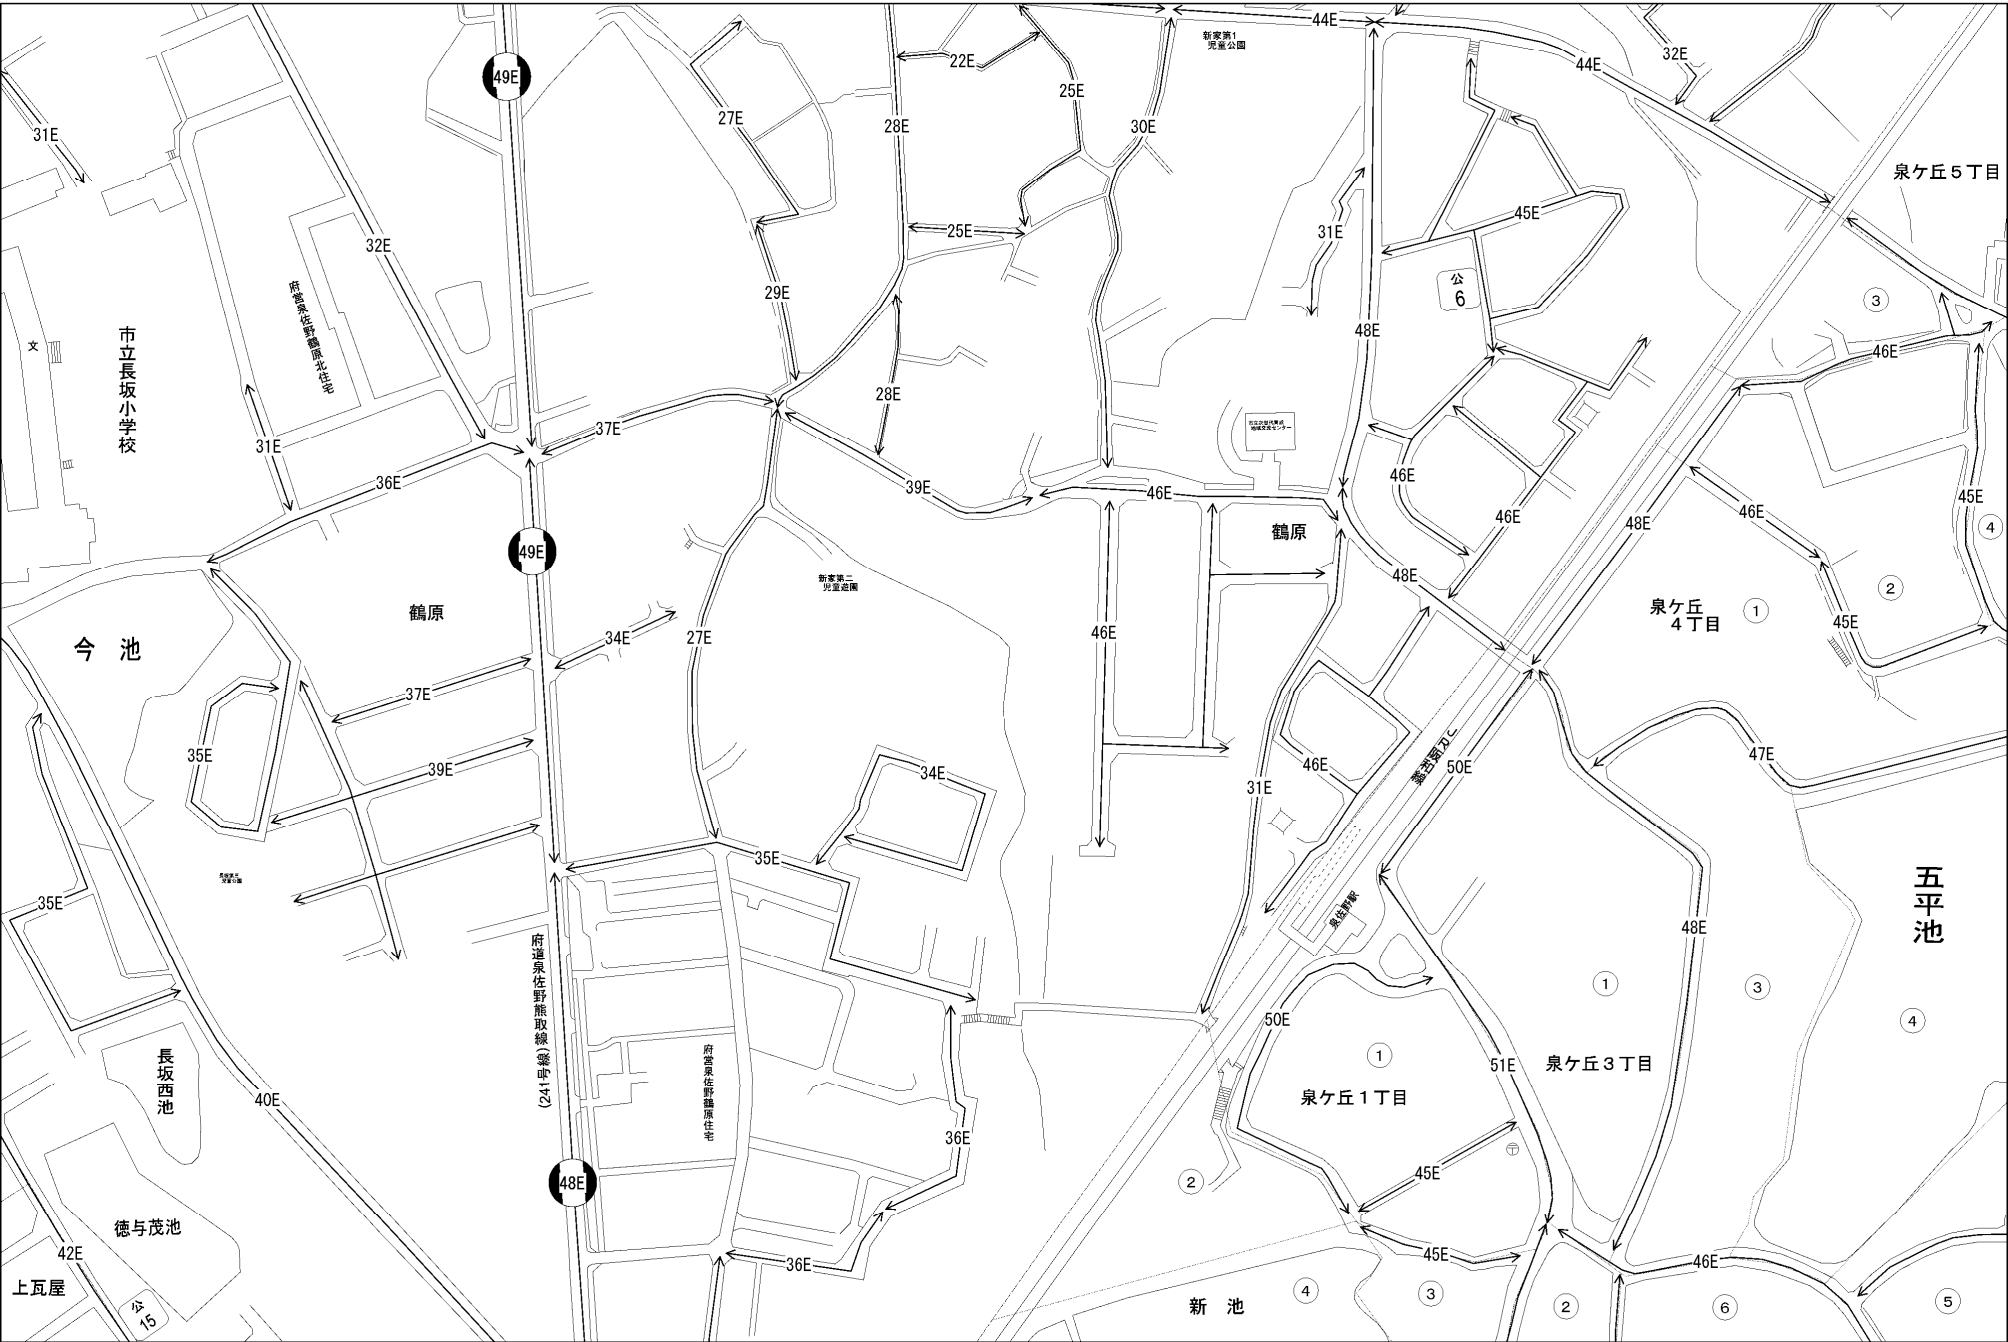 44E
新家第1
児童公園
44E
32E
22E
49E
25E
27E
28E
30E
31E
泉ケ丘5丁目
45E
25E
31E
32E
公
6
29E
3
府営泉佐野鶴原北住宅
48E
46E
文
市立長坂小学校
28E
37E
31E
36E
39E
46E
46E
45E
46E
46E
48E
4
鶴原
49E
48E
新家第二
児童遊園
2
泉ケ丘
4丁目
1
45E
鶴原
今 池
34E
27E
46E
37E
35E
39E
34E
46E
50E
47E
31E
35E
長坂第三
児童公園
35E
泉佐野駅
五平池
48E
府道泉佐野熊取線(241号線)
1
3
4
50E
1
51E
泉ケ丘3丁目
泉ケ丘1丁目
長坂西池
40E
府営泉佐野鶴原住宅
36E
45E
2
48E
徳与茂池
42E
36E
45E
46E
上瓦屋
公
15
新 池
4
3
2
6
5